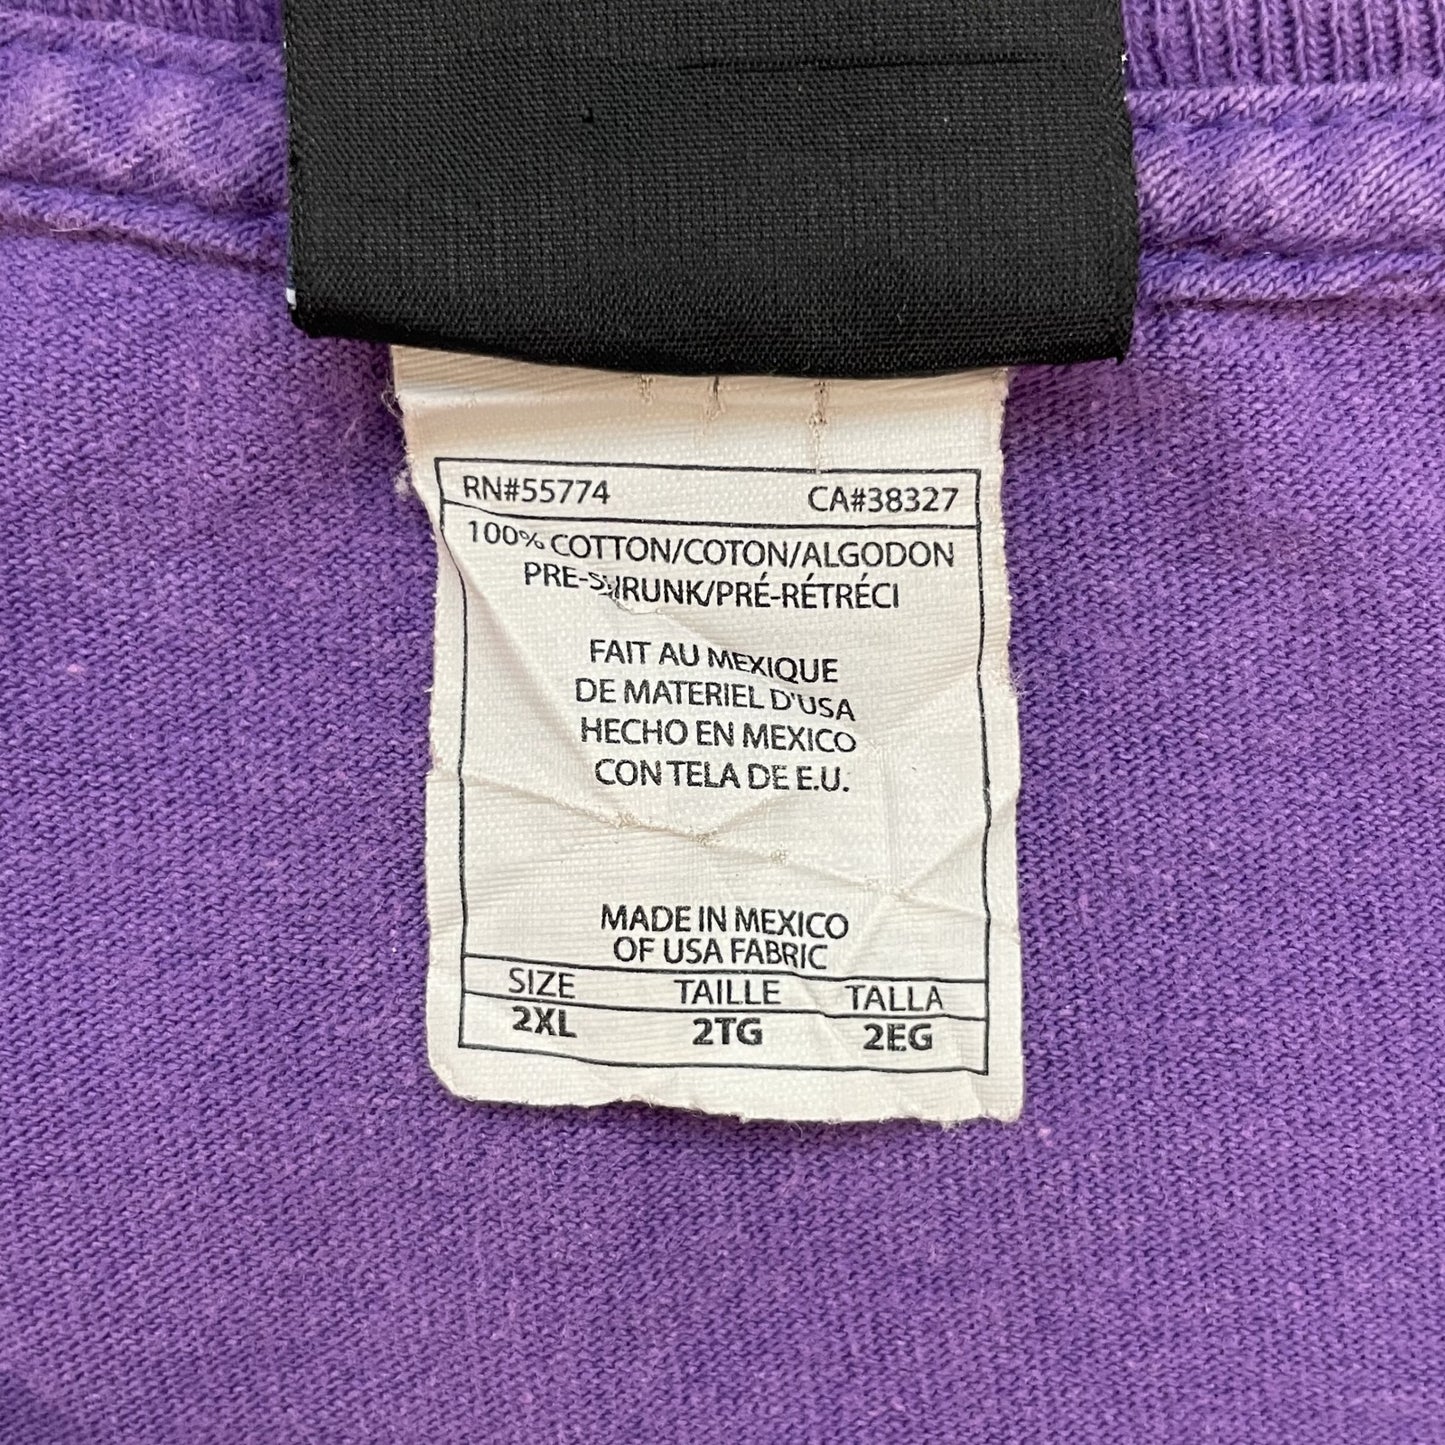 RN#55774 CA#38327
100% COTTON/COTON/ALGODON
PRE-SHRUNK/PRÉ-RÉTRÉCI
FAIT AU MEXIQUE
DE MATERIEL D'USA
HECHO EN MEXICO
CON TELA DE E.U.
MADE IN MEXICO
OF USA FABRIC
SIZE TAILLE TALLA
2XL 2TG 2EG